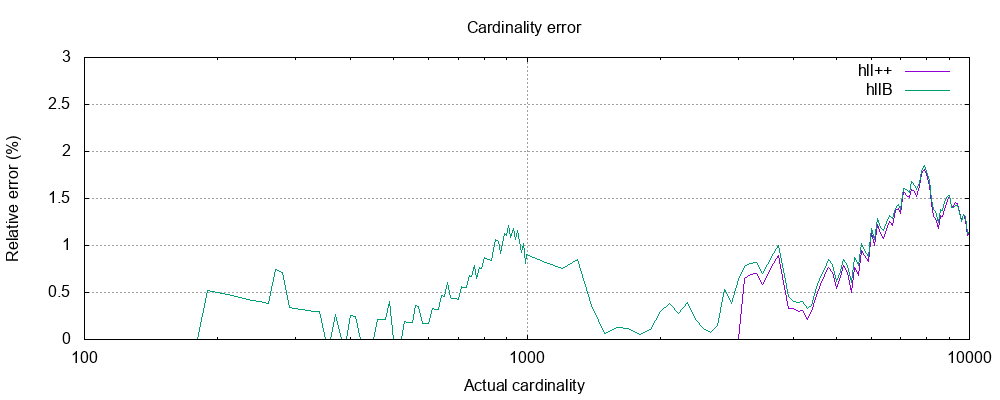 Cardinality error
3
2.5
2
1.5
1
0.5
0
100
1000
10000
Relative error (%)
Actual cardinality
hll++
hllB